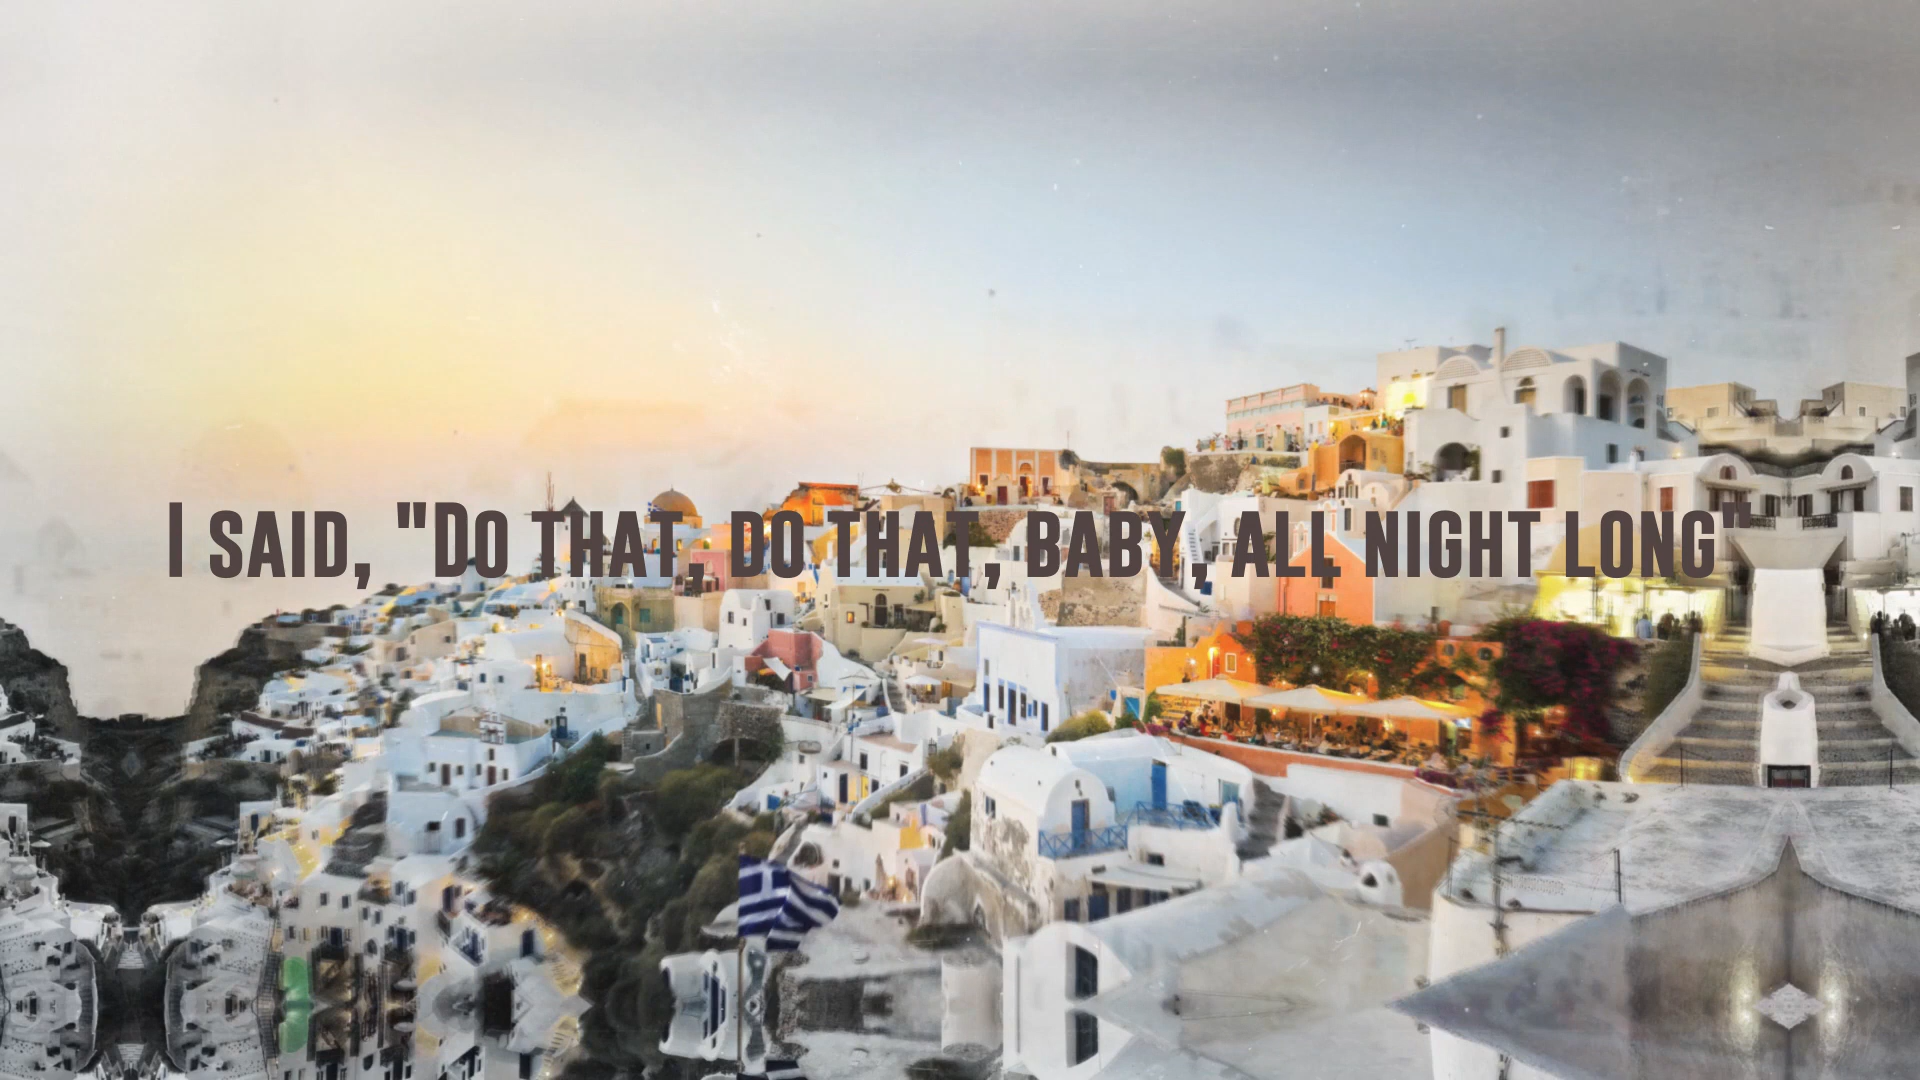 I said, "Do that, do that, baby, all night long"